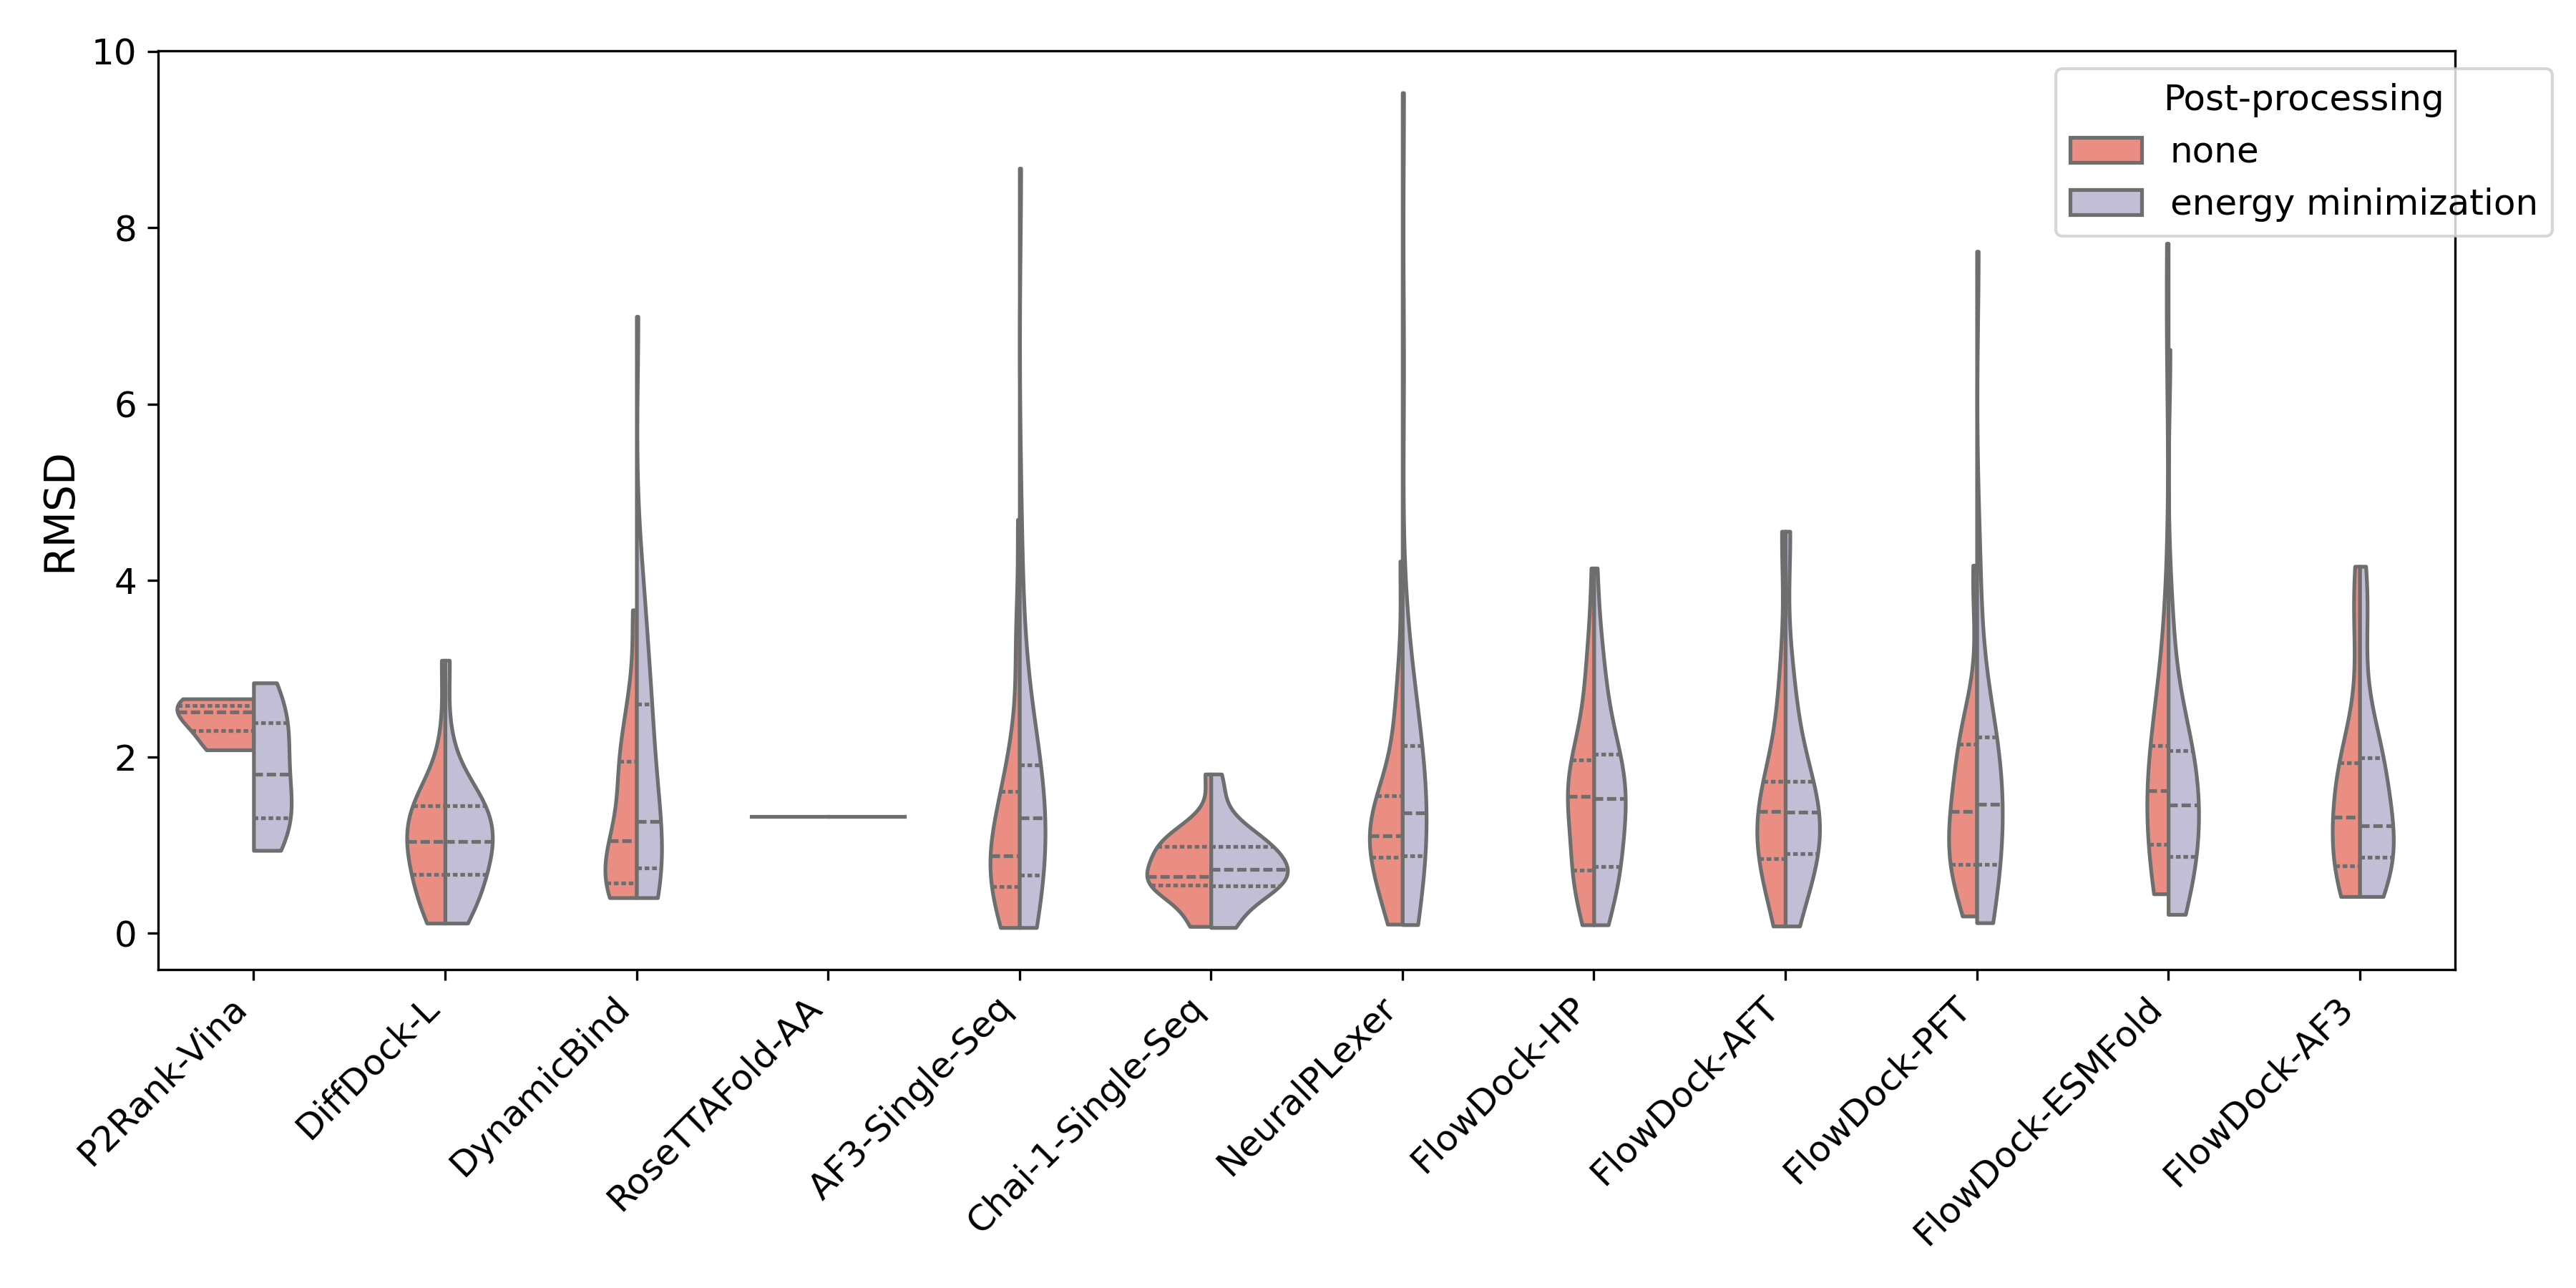 10
8
6
4
2
0
RMSD
Post-processing
none
energy minimization
P2Rank-Vina
DiffDock-L
DynamicBind
RoseTTAFold-AA
AF3-Single-Seq
Chai-1-Single-Seq
NeuralPLexer
FlowDock-HP
FlowDock-AFT
FlowDock-PFT
FlowDock-ESMFold
FlowDock-AF3